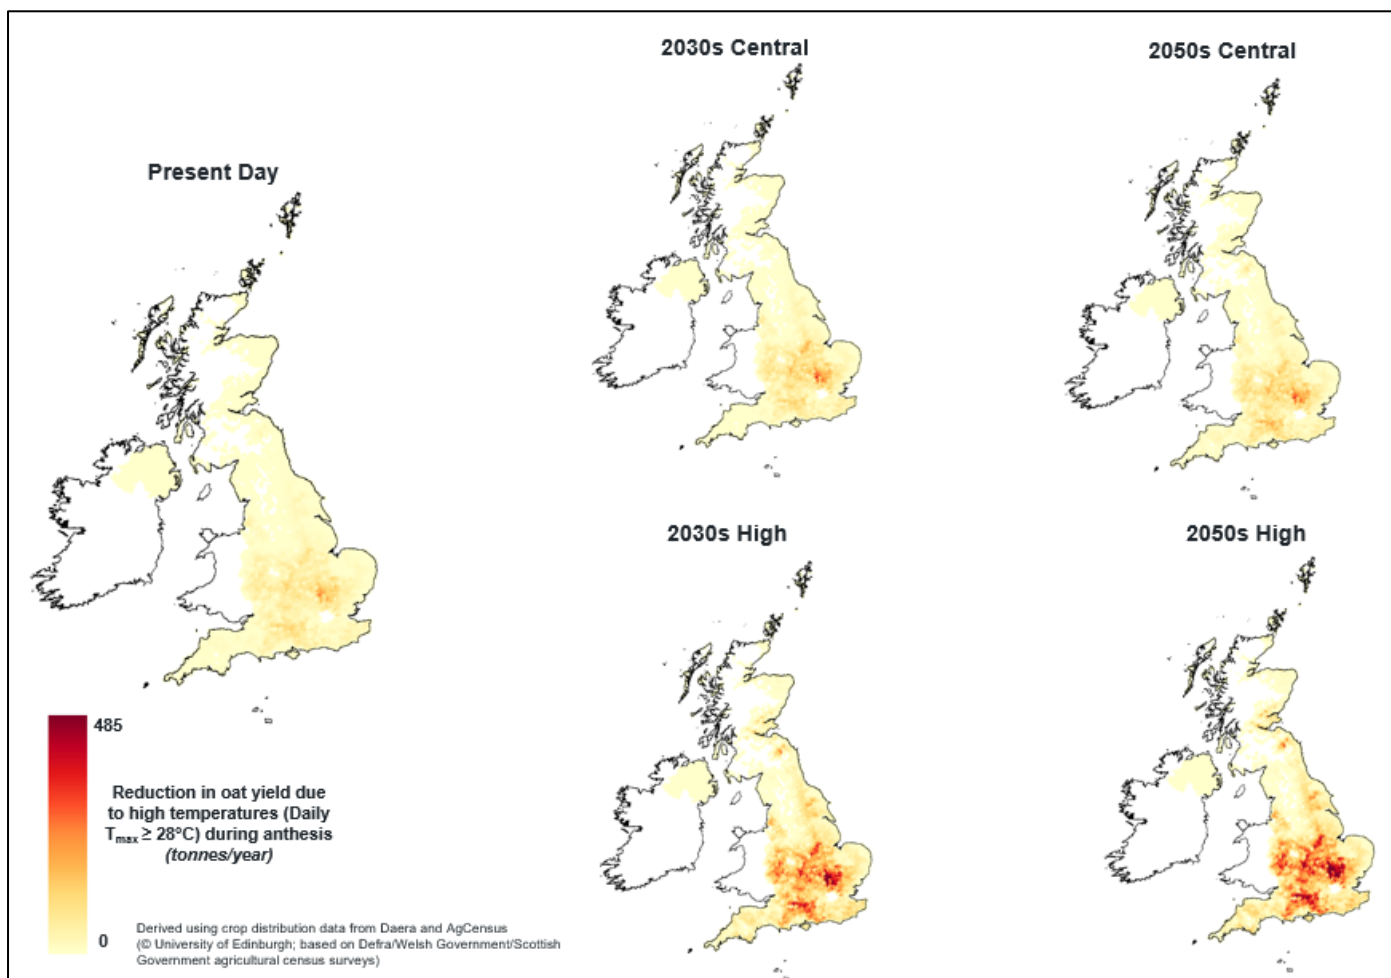 2030s Central
2050s Central
Present Day
2030s High
2050s High
485
Reduction in oat yield due
to high temperatures (Daily
Tmax ≥ 28°C) during anthesis
(tonnes/year)
0
Derived using crop distribution data from Daera and AgCensus
(© University of Edinburgh; based on Defra/Welsh Government/Scottish
Government agricultural census surveys)